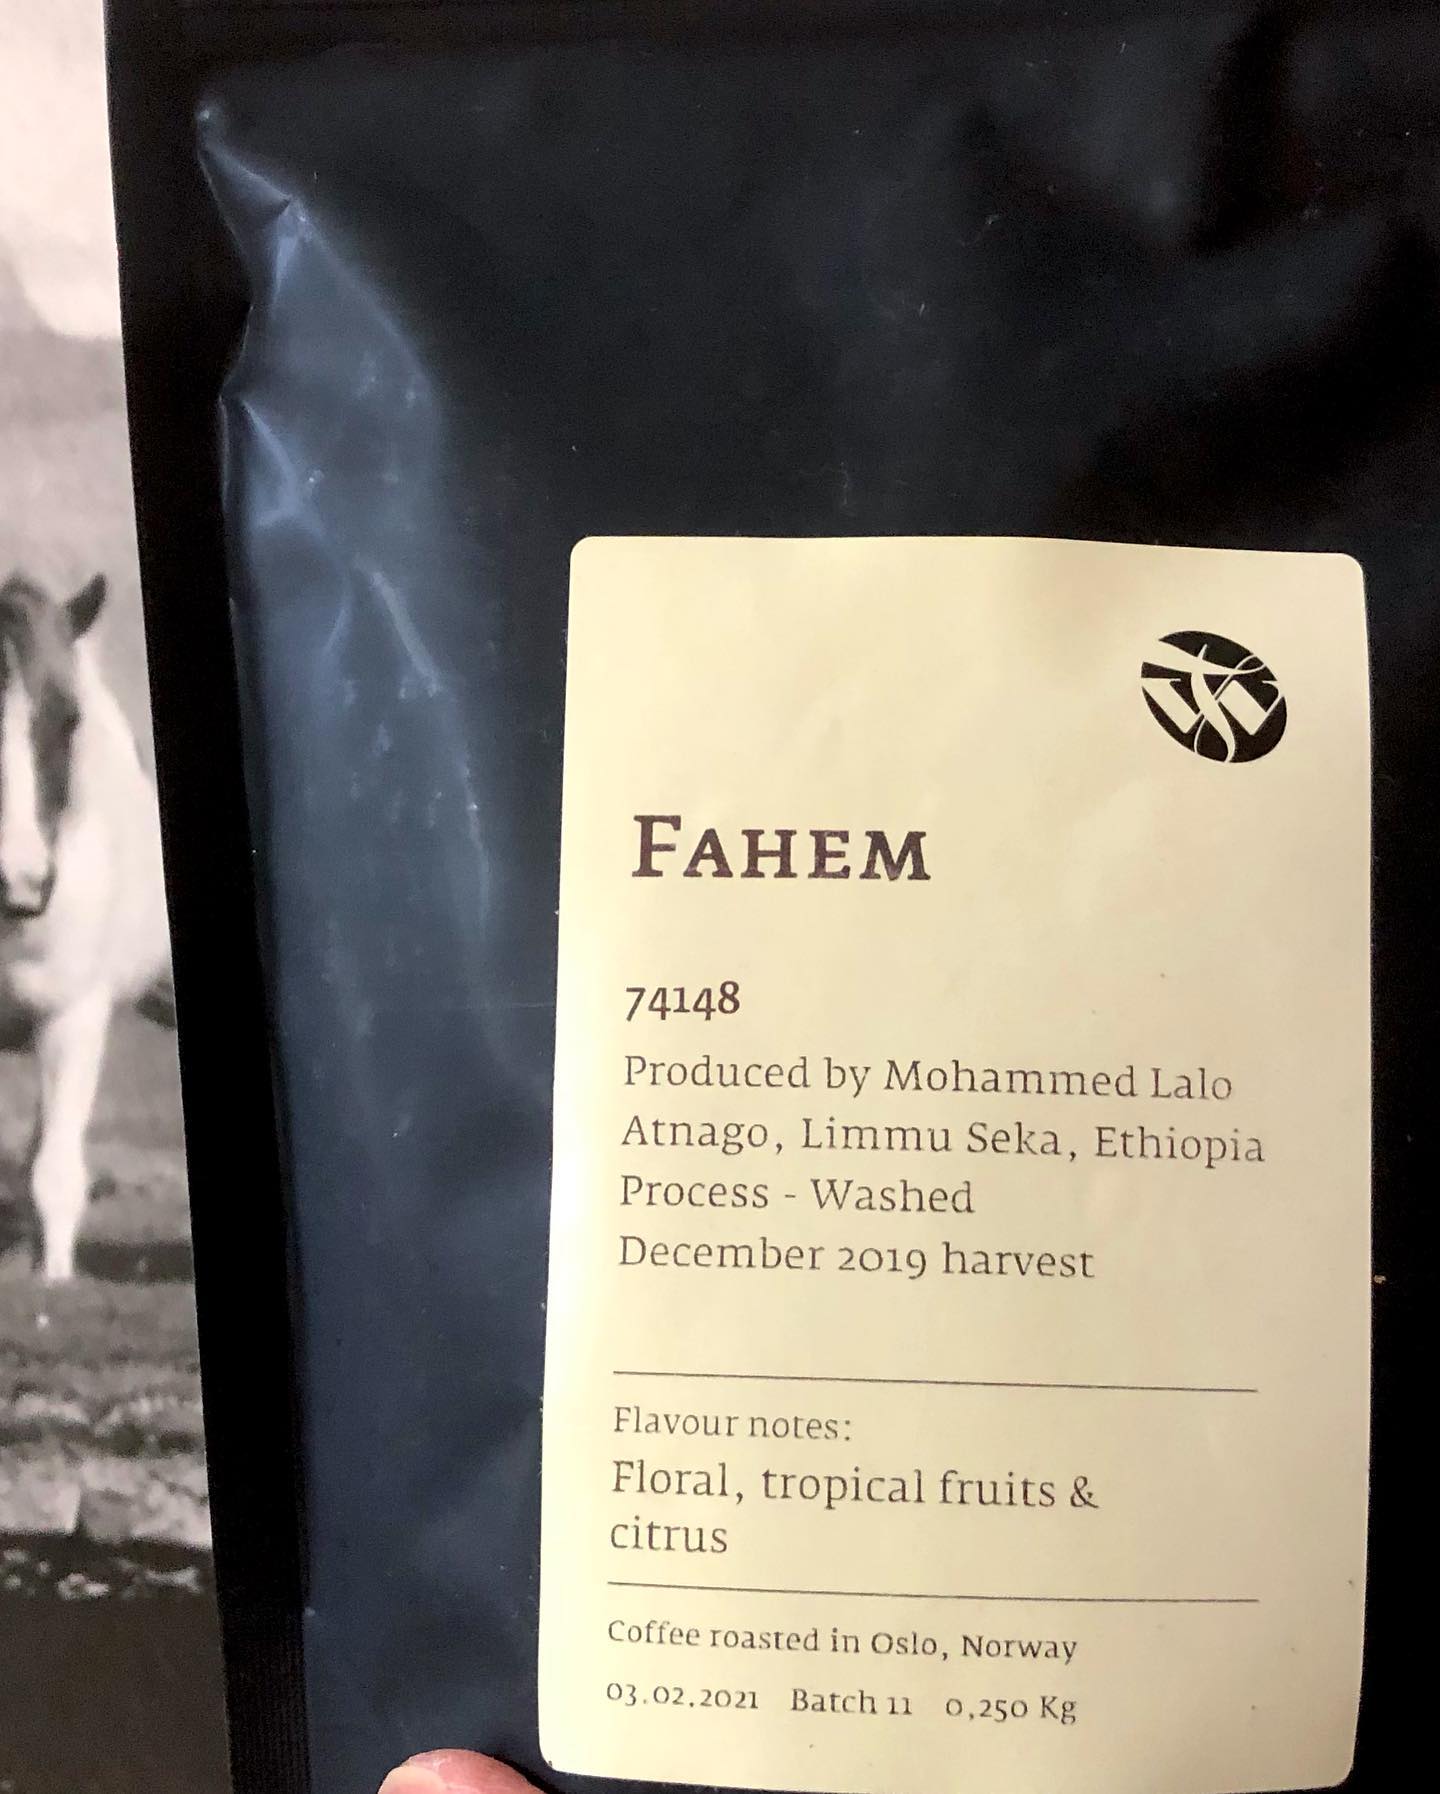 FAHEM
74148
Produced by Mohammed Lalo
Atnago, Limmu Seka, Ethiopia
Process - Washed
December 2019 harvest
Flavour notes:
Floral, tropical fruits &
citrus
Coffee roasted in Oslo, Norway
03.02.2021 Batch 11 0,250 Kg